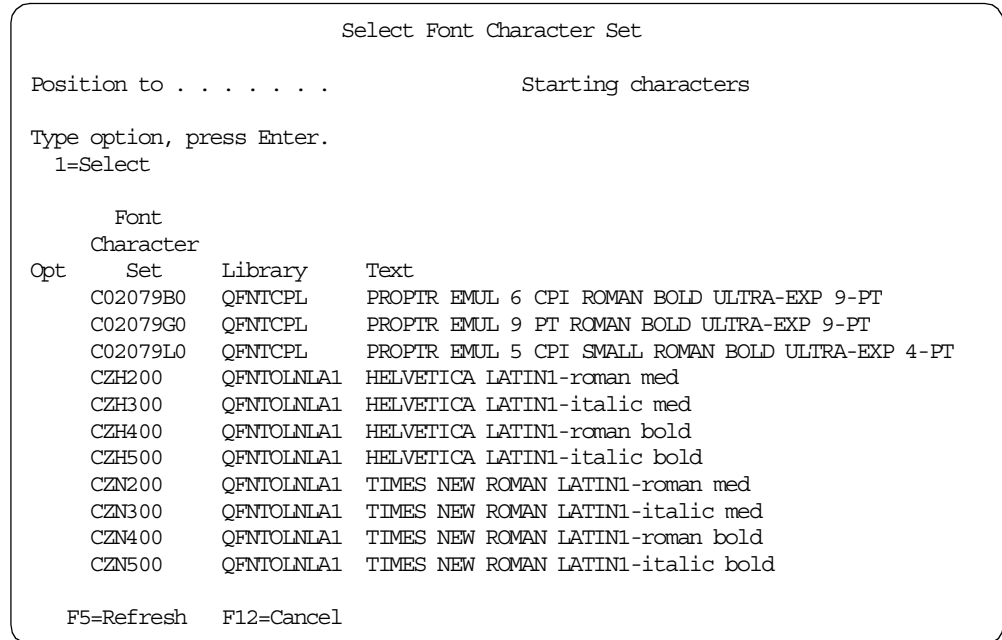 Select Font Character Set
Position to . . . . . . . Starting characters
Type option, press Enter.
1=Select
Font
Character
Opt Set Library Text
C02079B0 QFNTCPL PROPTR EMUL 6 CPI ROMAN BOLD ULTRA-EXP 9-PT
C02079G0 QFNTCPL PROPTR EMUL 9 PT ROMAN BOLD ULTRA-EXP 9-PT
C02079L0 QFNTCPL PROPTR EMUL 5 CPI SMALL ROMAN BOLD ULTRA-EXP 4-PT
CZH200 QFNTOLNLA1 HELVETICA LATIN1-roman med
CZH300 QFNTOLNLA1 HELVETICA LATIN1-italic med
CZH400 QFNTOLNLA1 HELVETICA LATIN1-roman bold
CZH500 QFNTOLNLA1 HELVETICA LATIN1-italic bold
CZN200 QFNTOLNLA1 TIMES NEW ROMAN LATIN1-roman med
CZN300 QFNTOLNLA1 TIMES NEW ROMAN LATIN1-italic med
CZN400 QFNTOLNLA1 TIMES NEW ROMAN LATIN1-roman bold
CZN500 QFNTOLNLA1 TIMES NEW ROMAN LATIN1-italic bold
F5=Refresh F12=Cancel